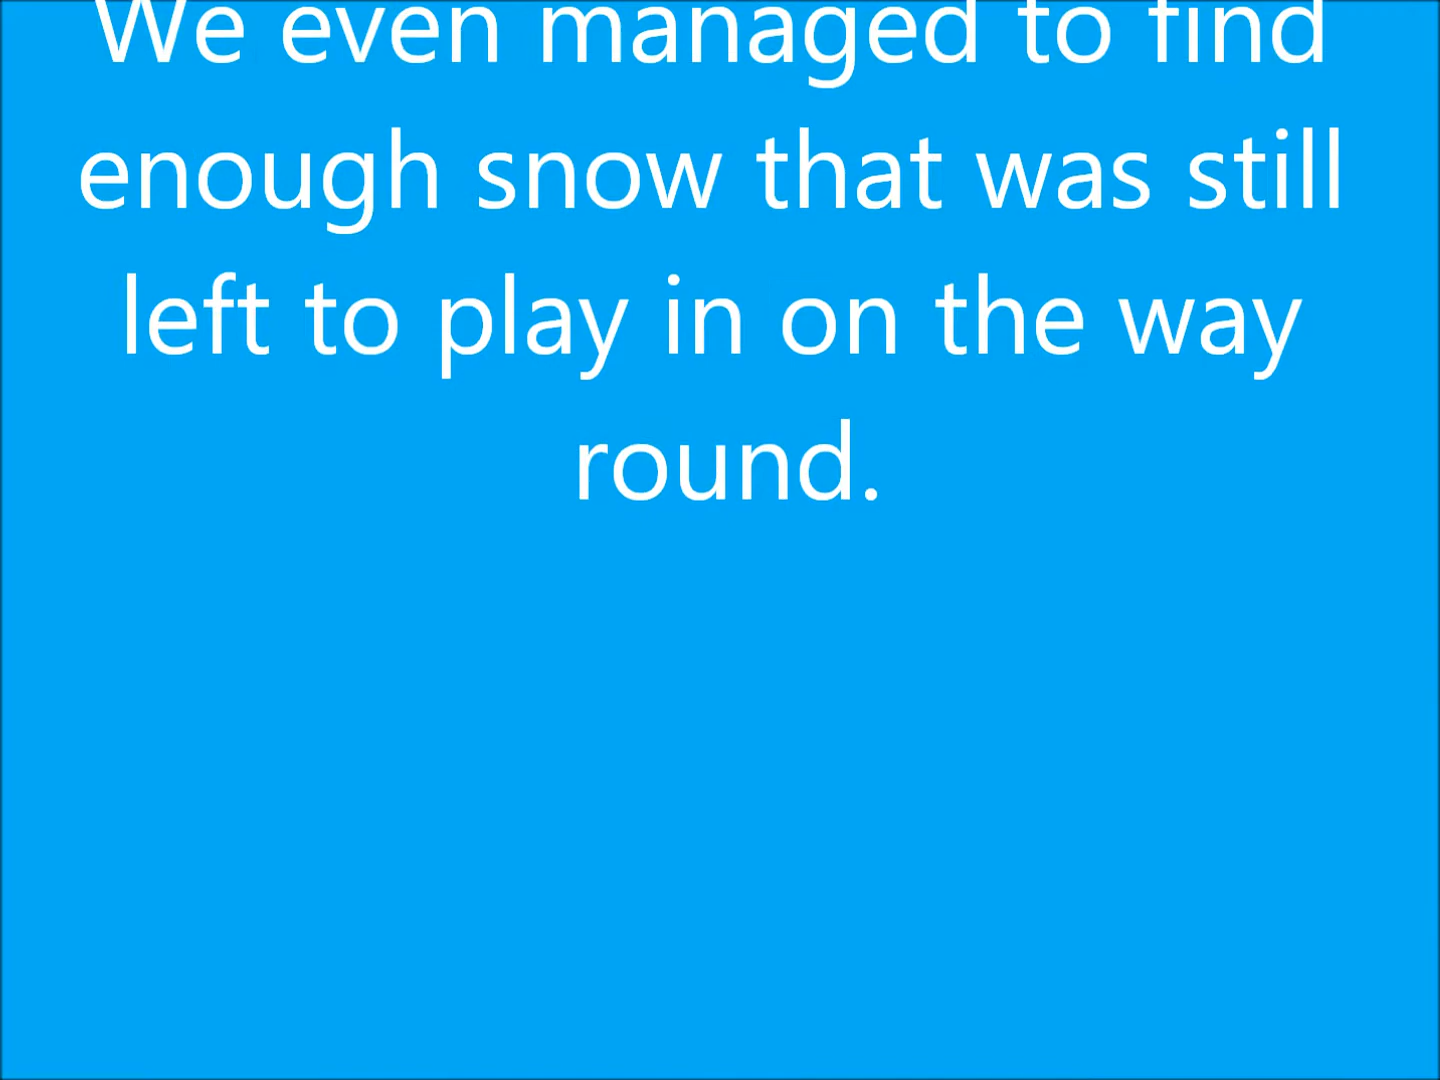 We even managed to find
enough snow that was still
left to play in on the way
round.